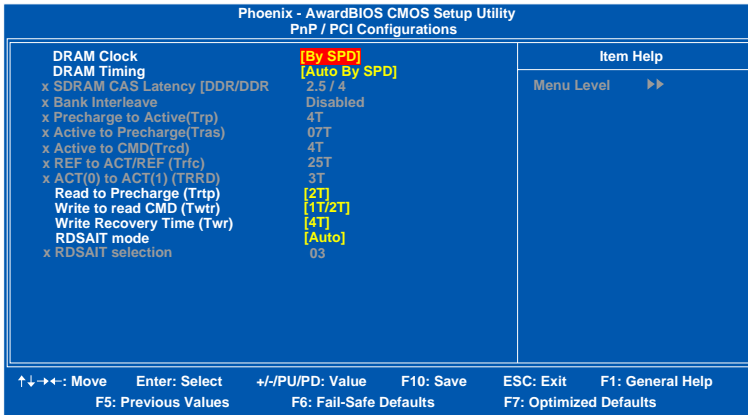 Phoenix - AwardBIOS CMOS Setup Utility
PnP / PCI Configurations
DRAM Clock [By SPD]
DRAM Timing [Auto By SPD]
x SDRAM CAS Latency [DDR/DDR 2.5 / 4
x Bank Interleave Disabled
x Precharge to Active(Trp) 4T
x Active to Precharge(Tras) 07T
x Active to CMD(Trcd) 4T
x REF to ACT/REF (Trfc) 25T
x ACT(0) to ACT(1) (TRRD) 3T
Read to Precharge (Trtp) [2T]
Write to read CMD (Twtr) [1T/2T]
Write Recovery Time (Twr) [4T]
RDSAIT mode [Auto]
x RDSAIT selection 03
Item Help
Menu Level ▶▶
↑↓→←: Move Enter: Select +/-/PU/PD: Value F10: Save ESC: Exit F1: General Help
F5: Previous Values F6: Fail-Safe Defaults F7: Optimized Defaults